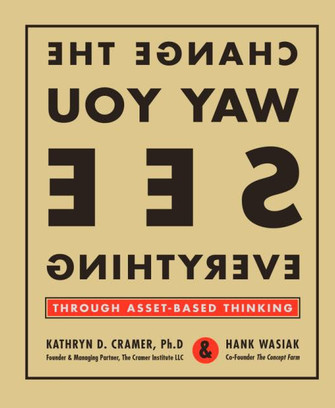 CHANGE THE
WAY YOU
SEE
EVERYTHING
THROUGH ASSET-BASED THINKING
KATHRYN D. CRAMER, Ph.D
Founder & Managing Partner, The Cramer Institute LLC
&
HANK WASIAK
Co-Founder The Concept Farm